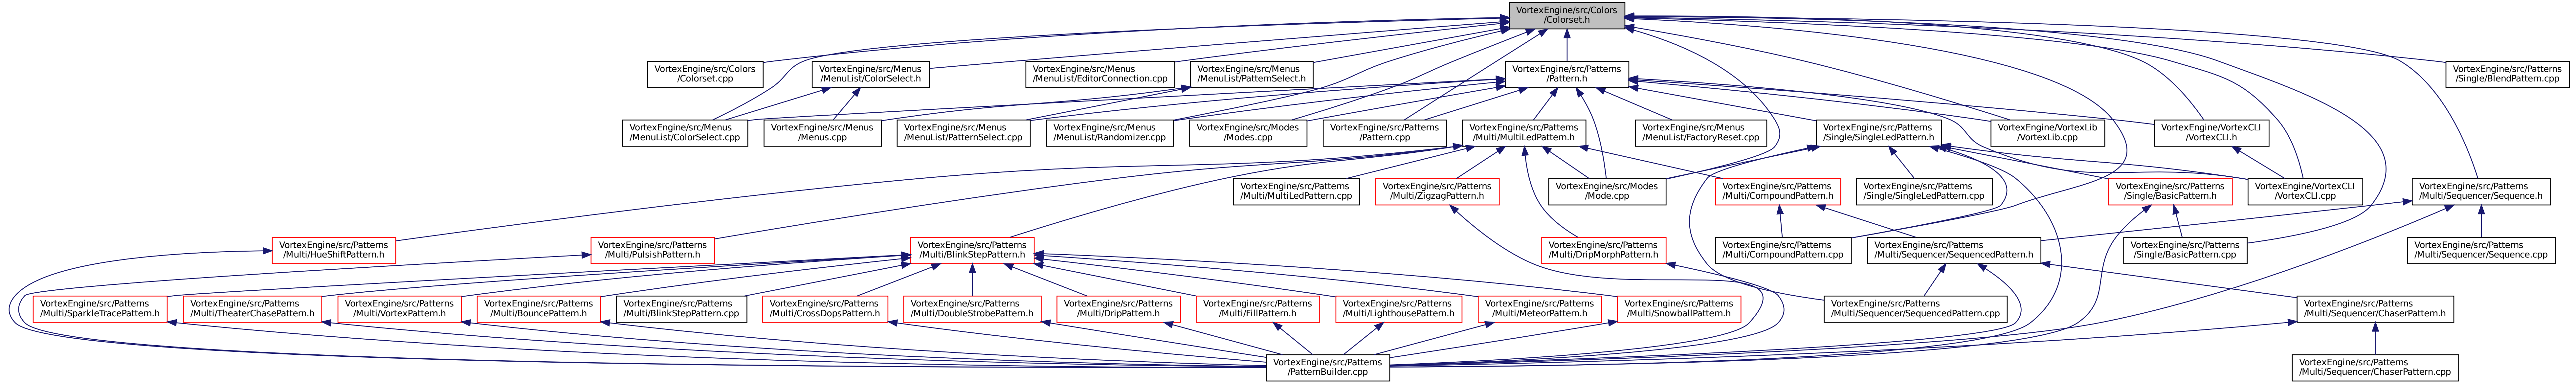 VortexEngine/src/Colors
/Colorset.h
VortexEngine/src/Colors
/Colorset.cpp
VortexEngine/src/Menus
/MenuList/ColorSelect.h
VortexEngine/src/Menus
/MenuList/EditorConnection.cpp
VortexEngine/src/Menus
/MenuList/PatternSelect.h
VortexEngine/src/Patterns
/Pattern.h
VortexEngine/src/Patterns
/Single/BlendPattern.cpp
VortexEngine/src/Menus
/MenuList/ColorSelect.cpp
VortexEngine/src/Menus
/Menus.cpp
VortexEngine/src/Menus
/MenuList/PatternSelect.cpp
VortexEngine/src/Menus
/MenuList/Randomizer.cpp
VortexEngine/src/Modes
/Modes.cpp
VortexEngine/src/Patterns
/Pattern.cpp
VortexEngine/src/Patterns
/Multi/MultiLedPattern.h
VortexEngine/src/Menus
/MenuList/FactoryReset.cpp
VortexEngine/src/Patterns
/Single/SingleLedPattern.h
VortexEngine/VortexLib
/VortexLib.cpp
VortexEngine/VortexCLI
/VortexCLI.h
VortexEngine/src/Patterns
/Multi/MultiLedPattern.cpp
VortexEngine/src/Patterns
/Multi/ZigzagPattern.h
VortexEngine/src/Modes
/Mode.cpp
VortexEngine/src/Patterns
/Multi/CompoundPattern.h
VortexEngine/src/Patterns
/Single/SingleLedPattern.cpp
VortexEngine/src/Patterns
/Single/BasicPattern.h
VortexEngine/VortexCLI
/VortexCLI.cpp
VortexEngine/src/Patterns
/Multi/Sequencer/Sequence.h
VortexEngine/src/Patterns
/Multi/HueShiftPattern.h
VortexEngine/src/Patterns
/Multi/PulsishPattern.h
VortexEngine/src/Patterns
/Multi/BlinkStepPattern.h
VortexEngine/src/Patterns
/Multi/DripMorphPattern.h
VortexEngine/src/Patterns
/Multi/CompoundPattern.cpp
VortexEngine/src/Patterns
/Multi/Sequencer/SequencedPattern.h
VortexEngine/src/Patterns
/Single/BasicPattern.cpp
VortexEngine/src/Patterns
/Multi/Sequencer/Sequence.cpp
VortexEngine/src/Patterns
/Multi/SparkleTracePattern.h
VortexEngine/src/Patterns
/Multi/TheaterChasePattern.h
VortexEngine/src/Patterns
/Multi/VortexPattern.h
VortexEngine/src/Patterns
/Multi/BouncePattern.h
VortexEngine/src/Patterns
/Multi/BlinkStepPattern.cpp
VortexEngine/src/Patterns
/Multi/CrossDopsPattern.h
VortexEngine/src/Patterns
/Multi/DoubleStrobePattern.h
VortexEngine/src/Patterns
/Multi/DripPattern.h
VortexEngine/src/Patterns
/Multi/FillPattern.h
VortexEngine/src/Patterns
/Multi/LighthousePattern.h
VortexEngine/src/Patterns
/Multi/MeteorPattern.h
VortexEngine/src/Patterns
/Multi/SnowballPattern.h
VortexEngine/src/Patterns
/Multi/Sequencer/SequencedPattern.cpp
VortexEngine/src/Patterns
/Multi/Sequencer/ChaserPattern.h
VortexEngine/src/Patterns
/PatternBuilder.cpp
VortexEngine/src/Patterns
/Multi/Sequencer/ChaserPattern.cpp